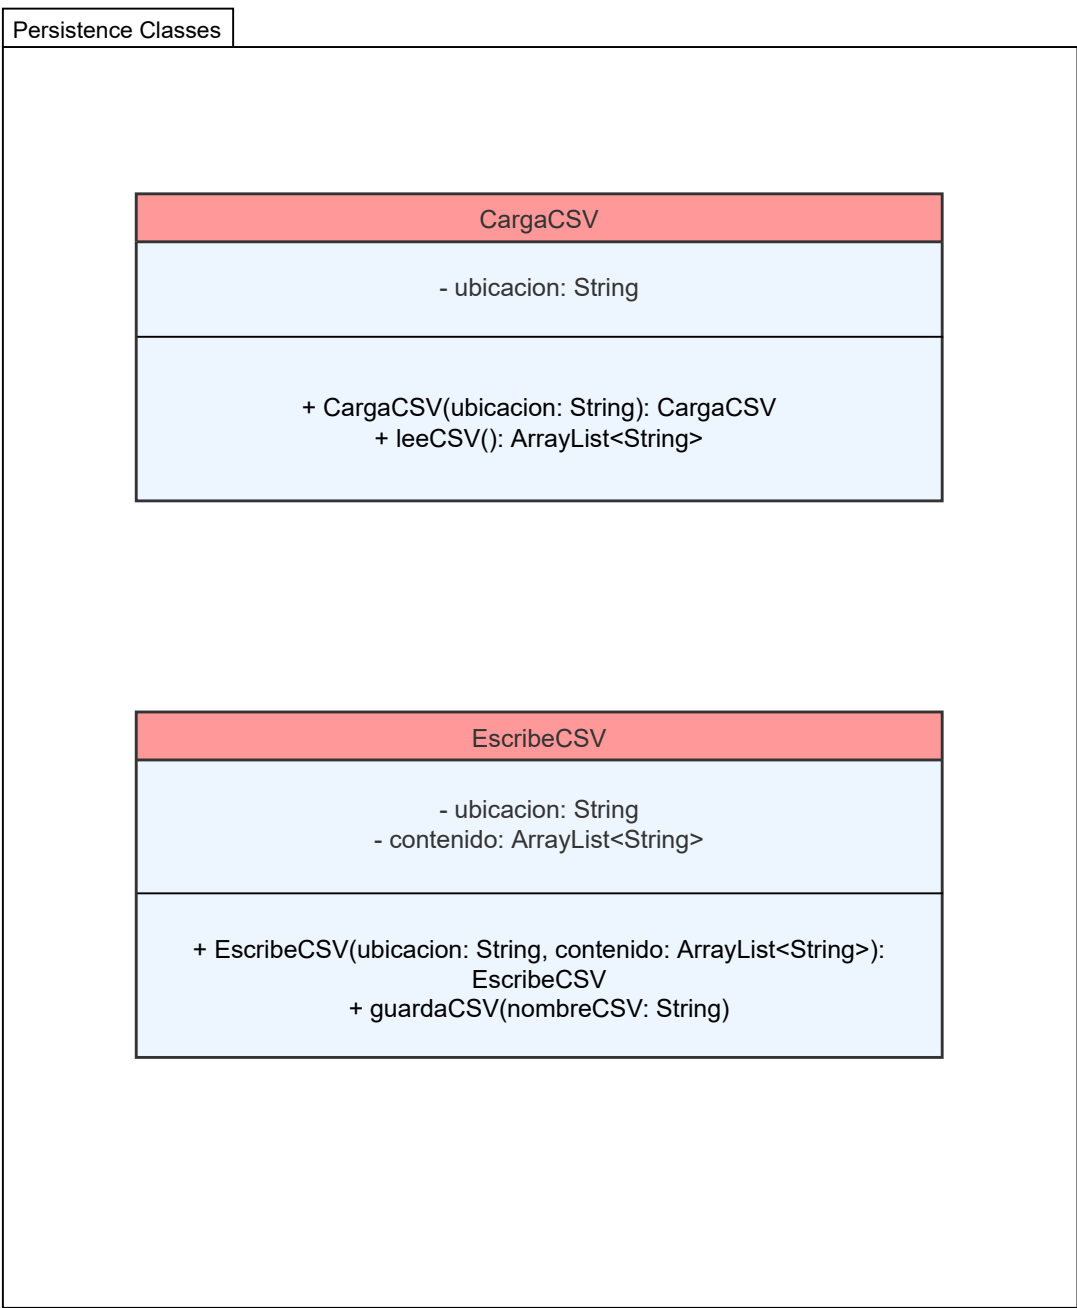 Persistence Classes
CargaCSV
- ubicacion: String
+ CargaCSV(ubicacion: String): CargaCSV
+ leeCSV(): ArrayList<String>
EscribeCSV
- ubicacion: String
- contenido: ArrayList<String>
+ EscribeCSV(ubicacion: String, contenido: ArrayList<String>):
EscribeCSV
+ guardaCSV(nombreCSV: String)